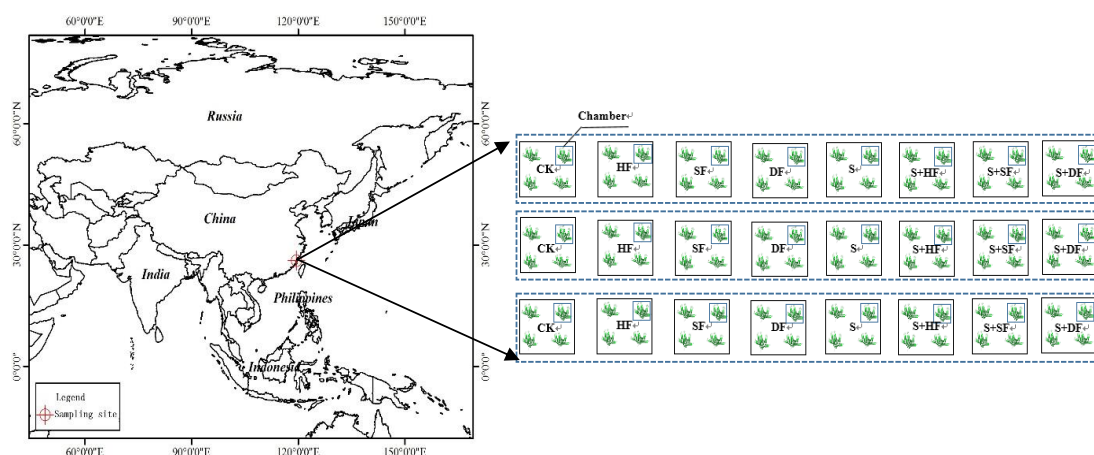 60°0'0"E 90°0'0"E 120°0'0"E 150°0'0"E
60°0'0"N
30°0'0"N
0°0'0"
Russia
China
Japan
India
Philippines
Indonesia
Legend
Sampling site
60°0'0"N
30°0'0"N
0°0'0"
60°0'0"E 90°0'0"E 120°0'0"E 150°0'0"E
Chamber
CK HF SF DF S S+HF S+SF S+DF
CK HF SF DF S S+HF S+SF S+DF
CK HF SF DF S S+HF S+SF S+DF